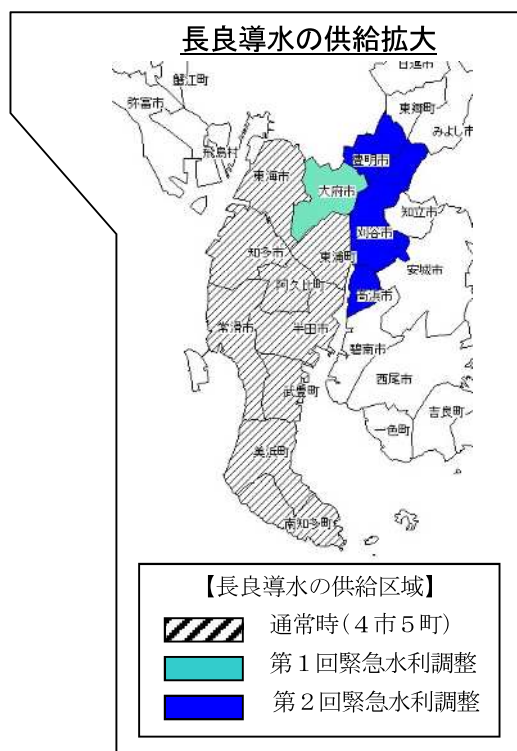 長良導水の供給拡大
日進市
蟹江町
東郷町
弥富市
みよし市
飛島村
豊明市
東海市
大府市
知立市
刈谷市
知多市
東浦町
安城市
阿久比町
高浜市
常滑市
半田市
碧南市
西尾市
武豊町
吉良町
一色町
美浜町
南知多町
【長良導水の供給区域】
通常時(4市5町)
第1回緊急水利調整
第2回緊急水利調整